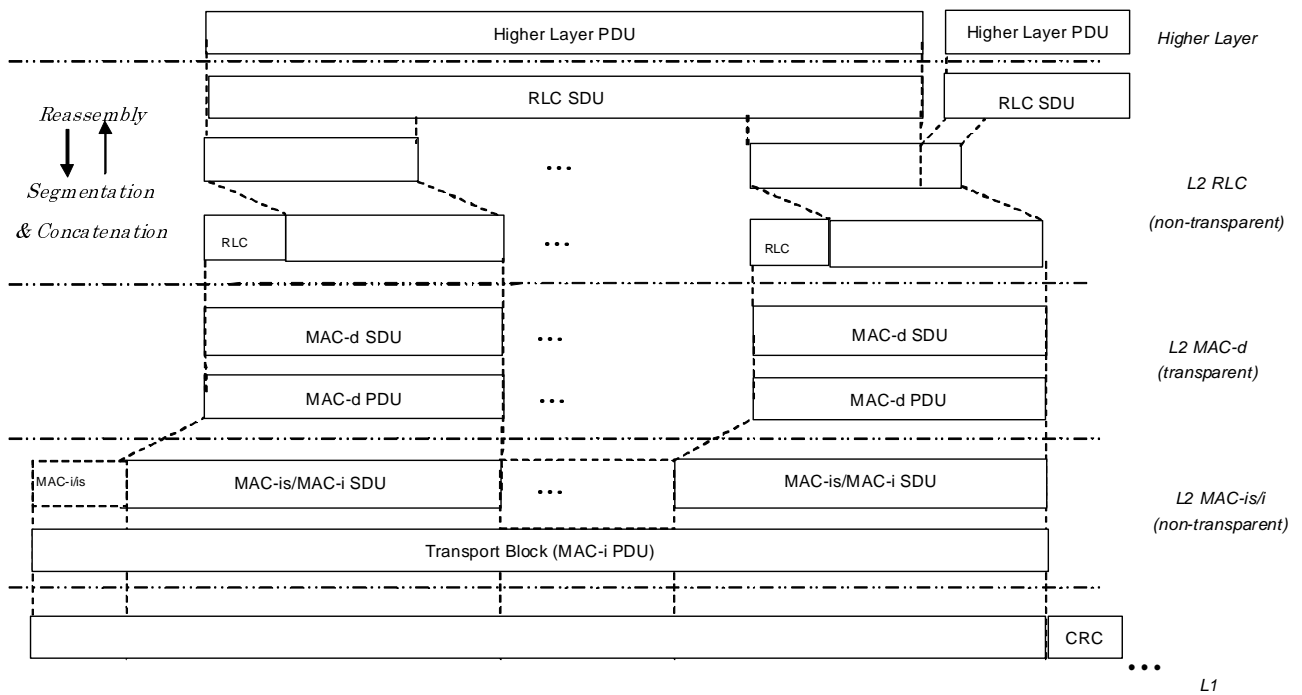 Higher Layer PDU
Higher Layer PDU
Higher Layer
RLC SDU
RLC SDU
Reassembly
...
Segmentation
& Concatenation
L2 RLC
(non-transparent)
RLC
...
RLC
MAC-d SDU
...
MAC-d SDU
L2 MAC-d
(transparent)
MAC-d PDU
...
MAC-d PDU
MAC-i/is
MAC-is/MAC-i SDU
...
MAC-is/MAC-i SDU
L2 MAC-is/i
(non-transparent)
Transport Block (MAC-i PDU)
CRC
...
L1